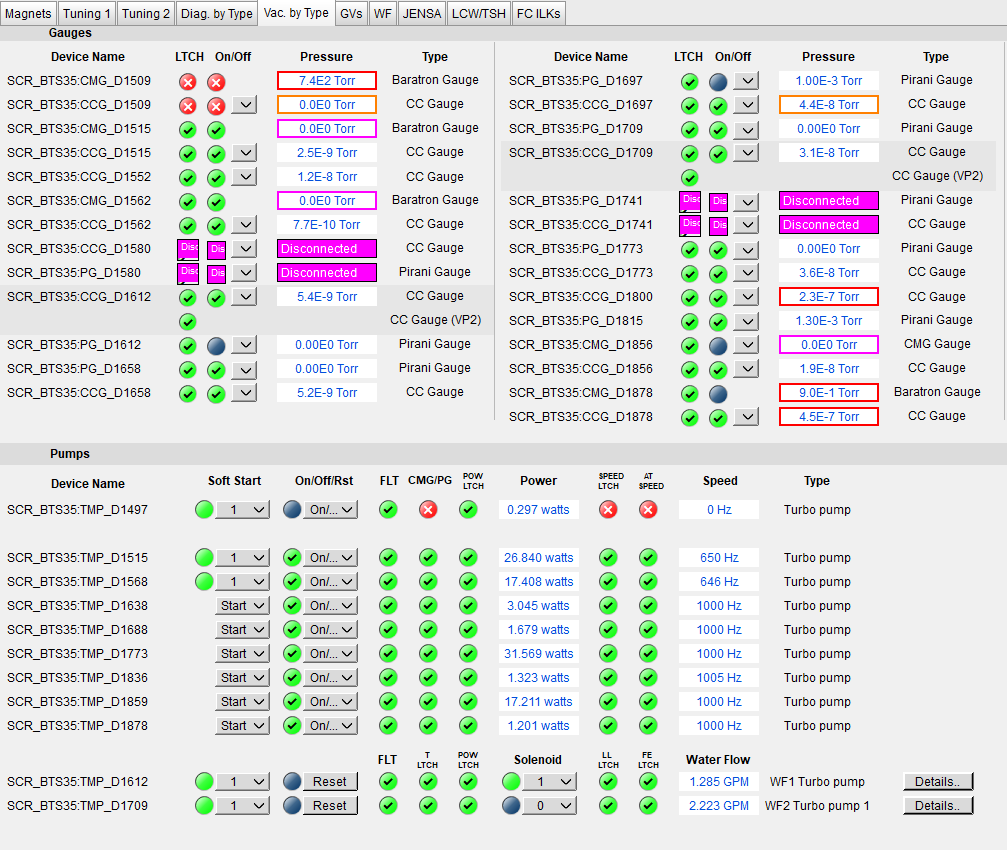 Magnets Tuning 1 Tuning 2 Diag. by Type Vac. by Type GVs WF JENSA LCW/TSH FC ILKs
Gauges
Device Name LTCH On/Off Pressure Type
SCR_BTS35:CMG_D1509 7.4E2 Torr Baratron Gauge
SCR_BTS35:CCG_D1509 0.0E0 Torr CC Gauge
SCR_BTS35:CMG_D1515 0.0E0 Torr Baratron Gauge
SCR_BTS35:CCG_D1515 2.5E-9 Torr CC Gauge
SCR_BTS35:CCG_D1552 1.2E-8 Torr CC Gauge
SCR_BTS35:CMG_D1562 0.0E0 Torr Baratron Gauge
SCR_BTS35:CCG_D1562 7.7E-10 Torr CC Gauge
SCR_BTS35:CCG_D1580 Disc Dis Disconnected CC Gauge
SCR_BTS35:PG_D1580 Disc Dis Disconnected Pirani Gauge
SCR_BTS35:CCG_D1612 5.4E-9 Torr CC Gauge
CC Gauge (VP2)
SCR_BTS35:PG_D1612 0.00E0 Torr Pirani Gauge
SCR_BTS35:PG_D1658 0.00E0 Torr Pirani Gauge
SCR_BTS35:CCG_D1658 5.2E-9 Torr CC Gauge
Device Name LTCH On/Off Pressure Type
SCR_BTS35:PG_D1697 1.00E-3 Torr Pirani Gauge
SCR_BTS35:CCG_D1697 4.4E-8 Torr CC Gauge
SCR_BTS35:PG_D1709 0.00E0 Torr Pirani Gauge
SCR_BTS35:CCG_D1709 3.1E-8 Torr CC Gauge
CC Gauge (VP2)
SCR_BTS35:PG_D1741 Disc Dis Disconnected Pirani Gauge
SCR_BTS35:CCG_D1741 Disc Dis Disconnected CC Gauge
SCR_BTS35:PG_D1773 0.00E0 Torr Pirani Gauge
SCR_BTS35:CCG_D1773 3.6E-8 Torr CC Gauge
SCR_BTS35:CCG_D1800 2.3E-7 Torr CC Gauge
SCR_BTS35:PG_D1815 1.30E-3 Torr Pirani Gauge
SCR_BTS35:CMG_D1856 0.0E0 Torr CMG Gauge
SCR_BTS35:CCG_D1856 1.9E-8 Torr CC Gauge
SCR_BTS35:CMG_D1878 9.0E-1 Torr Baratron Gauge
SCR_BTS35:CCG_D1878 4.5E-7 Torr CC Gauge
Pumps
Device Name Soft Start On/Off/Rst FLT CMG/PG POW LTCH Power SPEED LTCH AT SPEED Speed Type
SCR_BTS35:TMP_D1497 1 On/... 0.297 watts 0 Hz Turbo pump
SCR_BTS35:TMP_D1515 1 On/... 26.840 watts 650 Hz Turbo pump
SCR_BTS35:TMP_D1568 1 On/... 17.408 watts 646 Hz Turbo pump
SCR_BTS35:TMP_D1638 Start On/... 3.045 watts 1000 Hz Turbo pump
SCR_BTS35:TMP_D1688 Start On/... 1.679 watts 1000 Hz Turbo pump
SCR_BTS35:TMP_D1773 Start On/... 31.569 watts 1000 Hz Turbo pump
SCR_BTS35:TMP_D1836 Start On/... 1.323 watts 1005 Hz Turbo pump
SCR_BTS35:TMP_D1859 Start On/... 17.211 watts 1000 Hz Turbo pump
SCR_BTS35:TMP_D1878 Start On/... 1.201 watts 1000 Hz Turbo pump
FLT T LTCH POW LTCH Solenoid LL LTCH FE LTCH Water Flow
SCR_BTS35:TMP_D1612 1 Reset 1 1.285 GPM WF1 Turbo pump Details..
SCR_BTS35:TMP_D1709 1 Reset 0 2.223 GPM WF2 Turbo pump 1 Details..